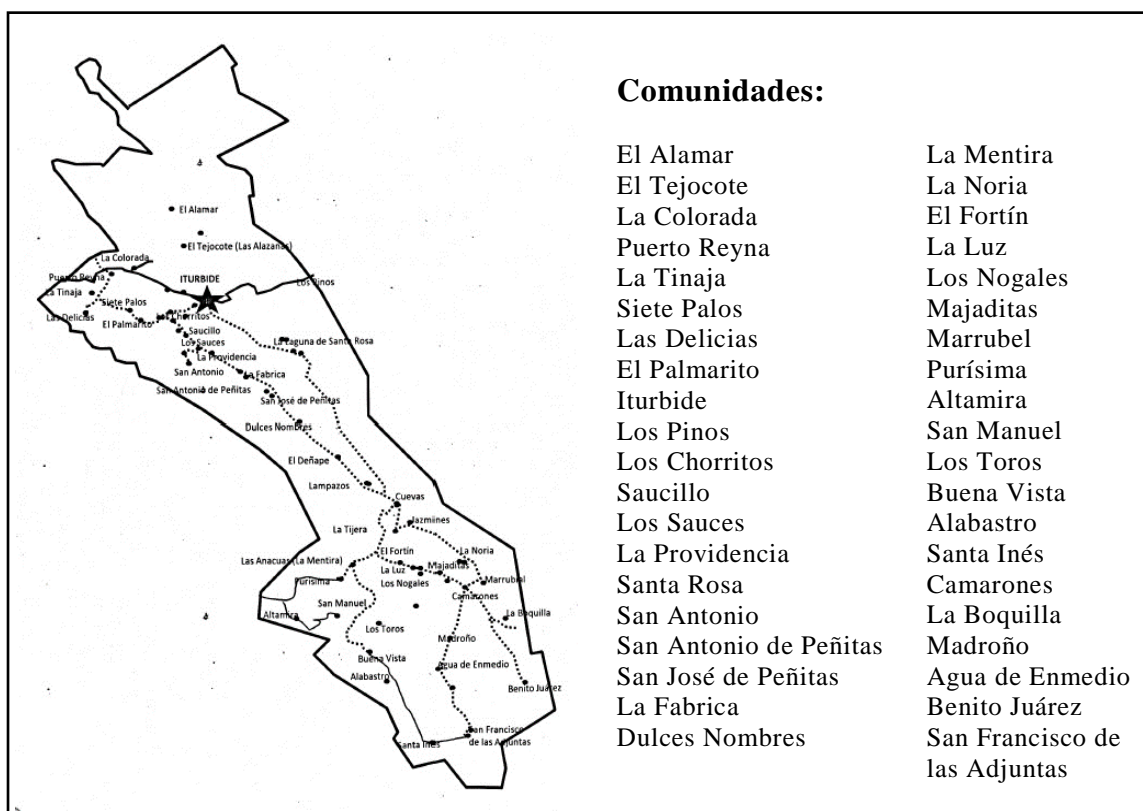 El Alamar
El Tejocote (Las Alazanas)
La Colorada
ITURBIDE
Puerto Reyna
Los Pinos
La Tinaja
Siete Palos
Las Delicias
El Palmarito
Los Chorritos
Saucillo
Los Sauces
La Laguna de Santa Rosa
La Providencia
San Antonio
La Fabrica
San Antonio de Peñitas
San José de Peñitas
Dulces Nombres
El Deñape
Lampazos
Cuevas
La Tijera
Jazmines
El Fortín
La Noria
Las Anacuas (La Mentira)
La Luz
Majaditas
Purísima
Los Nogales
Marrubial
Camarones
San Manuel
Altamira
La Boquilla
Los Toros
Madroño
Buena Vista
Agua de Enmedio
Alabastro
Benito Juárez
San Francisco
de las Adjuntas
Santa Inés
Comunidades:
El Alamar
El Tejocote
La Colorada
Puerto Reyna
La Tinaja
Siete Palos
Las Delicias
El Palmarito
Iturbide
Los Pinos
Los Chorritos
Saucillo
Los Sauces
La Providencia
Santa Rosa
San Antonio
San Antonio de Peñitas
San José de Peñitas
La Fabrica
Dulces Nombres
La Mentira
La Noria
El Fortín
La Luz
Los Nogales
Majaditas
Marrubel
Purísima
Altamira
San Manuel
Los Toros
Buena Vista
Alabastro
Santa Inés
Camarones
La Boquilla
Madroño
Agua de Enmedio
Benito Juárez
San Francisco de
las Adjuntas